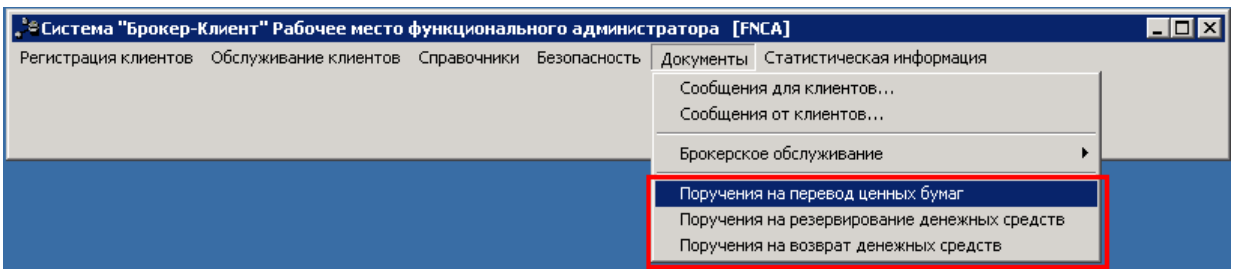 Система "Брокер-Клиент" Рабочее место функционального администратора [FNCA]
Регистрация клиентов Обслуживание клиентов Справочники Безопасность Документы Статистическая информация
Сообщения для клиентов...
Сообщения от клиентов...
Брокерское обслуживание
Поручения на перевод ценных бумаг
Поручения на резервирование денежных средств
Поручения на возврат денежных средств